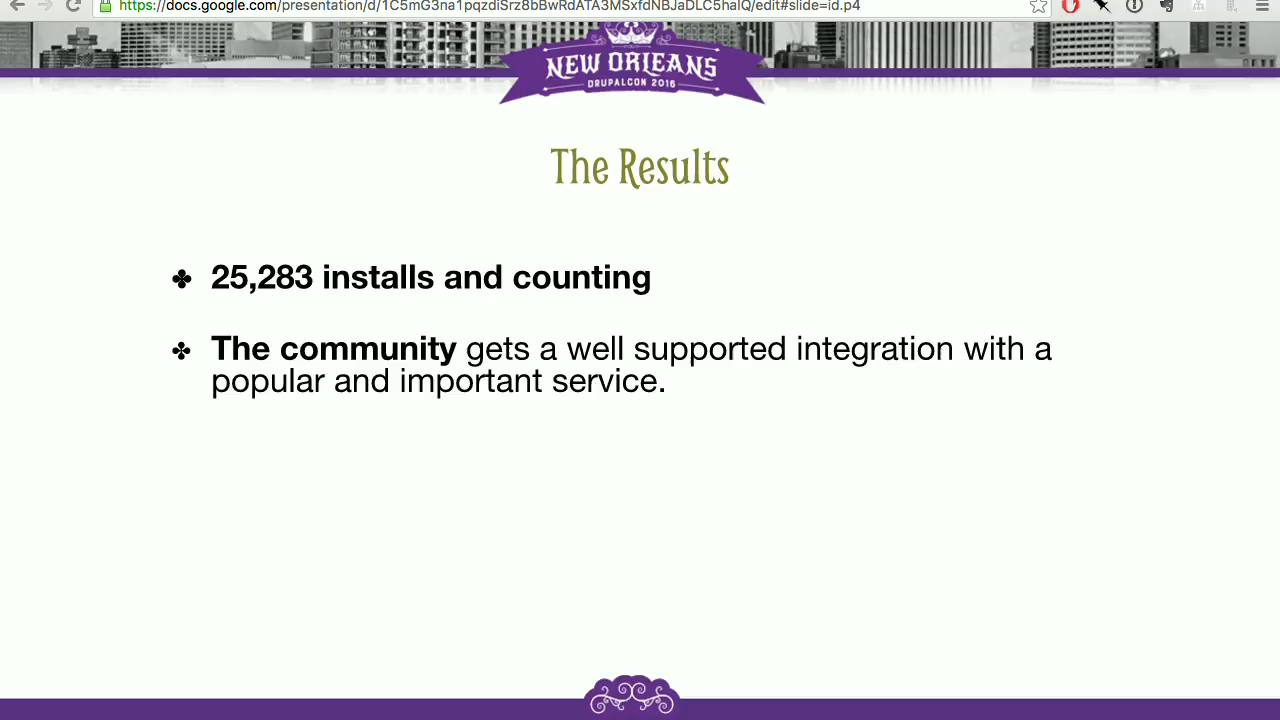 https://docs.google.com/presentation/d/1C5mG3na1pqzdiSrz8bBwRdATA3MSxfdNBJaDLC5halQ/edit#slide=id.p4
NEW ORLEANS
DRUPALCON 2016
The Results
25,283 installs and counting
The community gets a well supported integration with a
popular and important service.